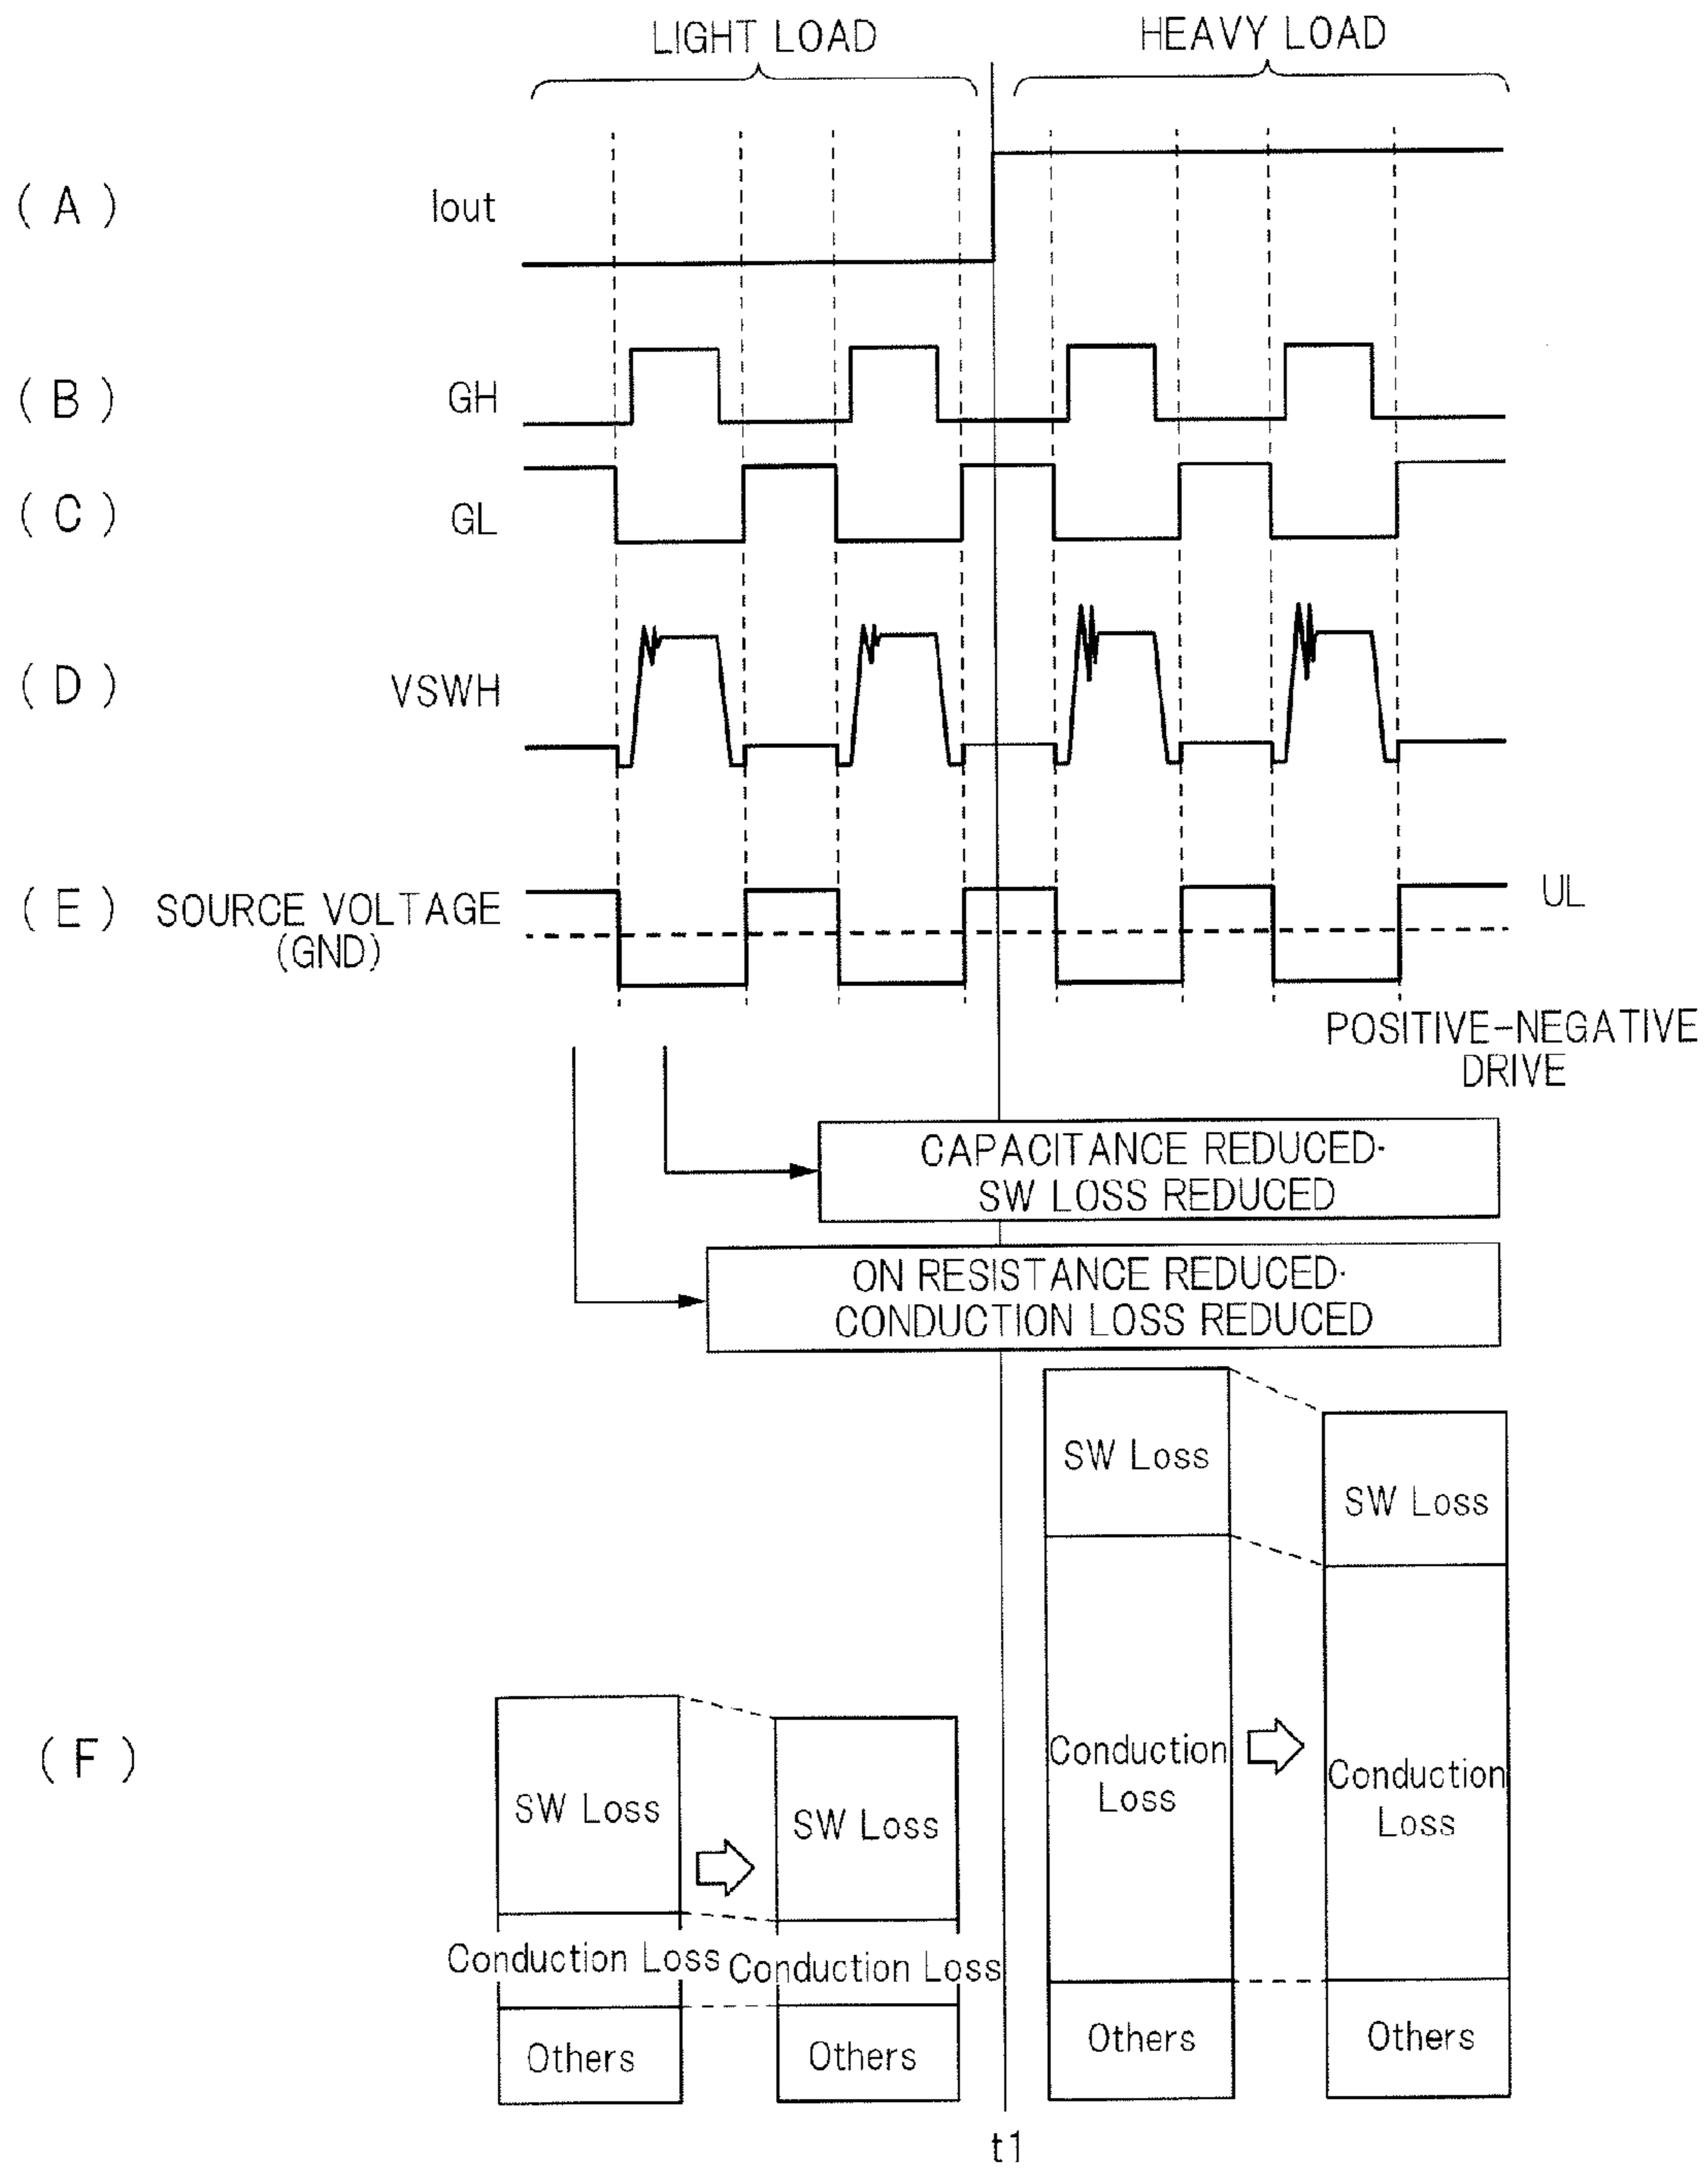 LIGHT LOAD
HEAVY LOAD
( A )
Iout
( B )
GH
( C )
GL
( D )
VSWH
( E )
SOURCE VOLTAGE
(GND)
UL
POSITIVE-NEGATIVE
DRIVE
CAPACITANCE REDUCED·
SW LOSS REDUCED
ON RESISTANCE REDUCED·
CONDUCTION LOSS REDUCED
( F )
SW Loss
Conduction Loss
Others
SW Loss
Conduction Loss
Others
SW Loss
Conduction
Loss
Others
SW Loss
Conduction
Loss
Others
t1